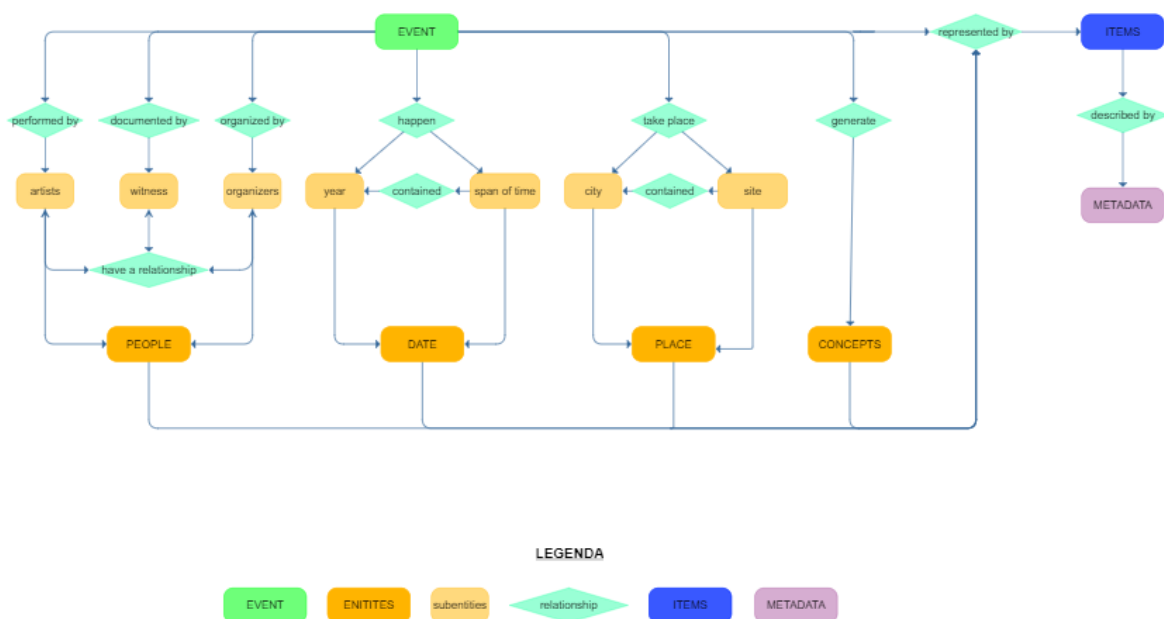 EVENT
represented by
ITEMS
performed by
documented by
organized by
happen
take place
generate
described by
artists
witness
organizers
year
contained
span of time
city
contained
site
METADATA
have a relationship
PEOPLE
DATE
PLACE
CONCEPTS
LEGENDA
EVENT
ENITITES
subentities
relationship
ITEMS
METADATA